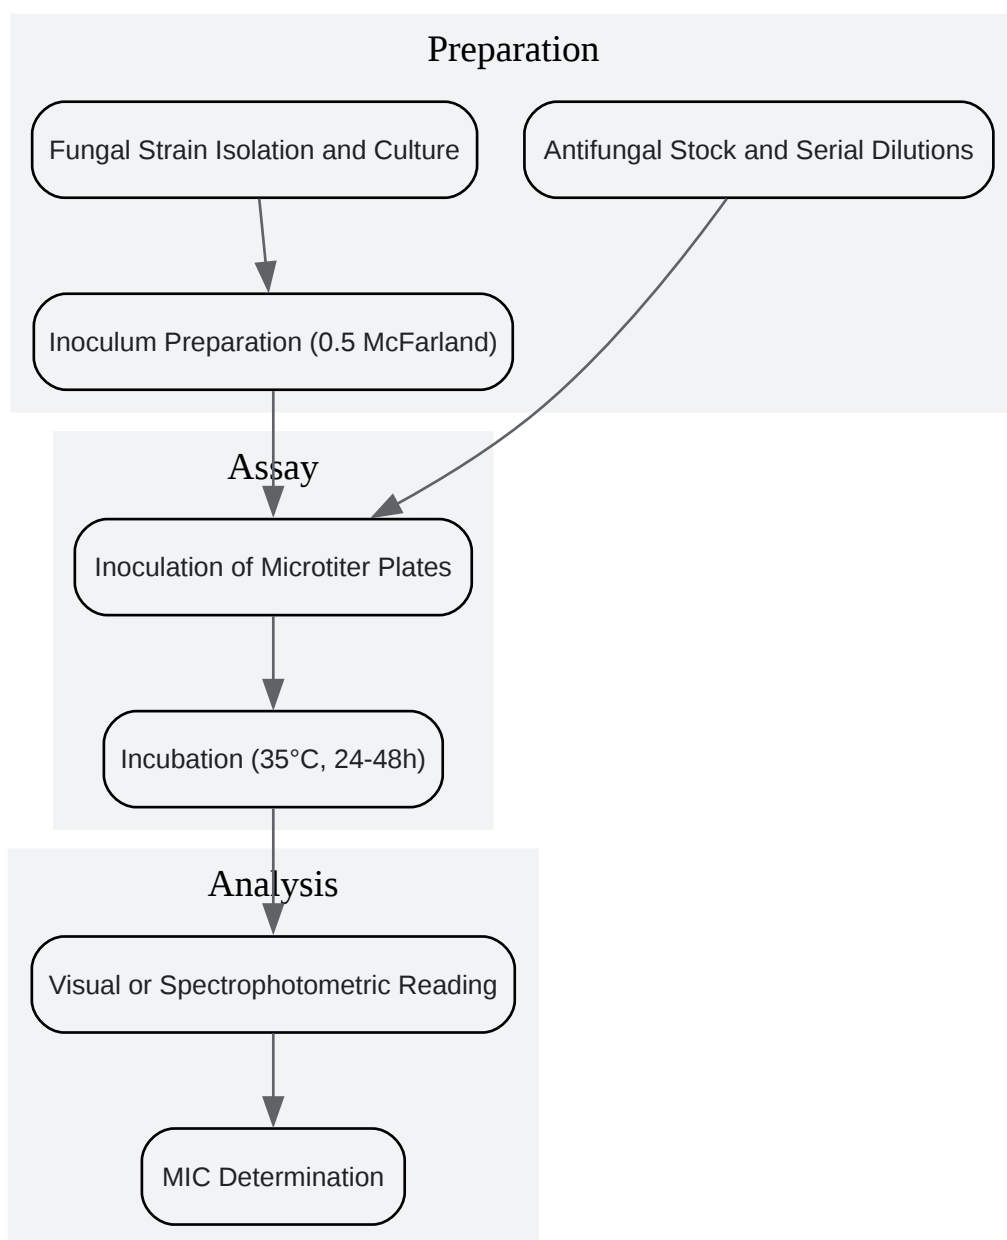 Preparation
Fungal Strain Isolation and Culture
Antifungal Stock and Serial Dilutions
Inoculum Preparation (0.5 McFarland)
Assay
Inoculation of Microtiter Plates
Incubation (35°C, 24-48h)
Analysis
Visual or Spectrophotometric Reading
MIC Determination